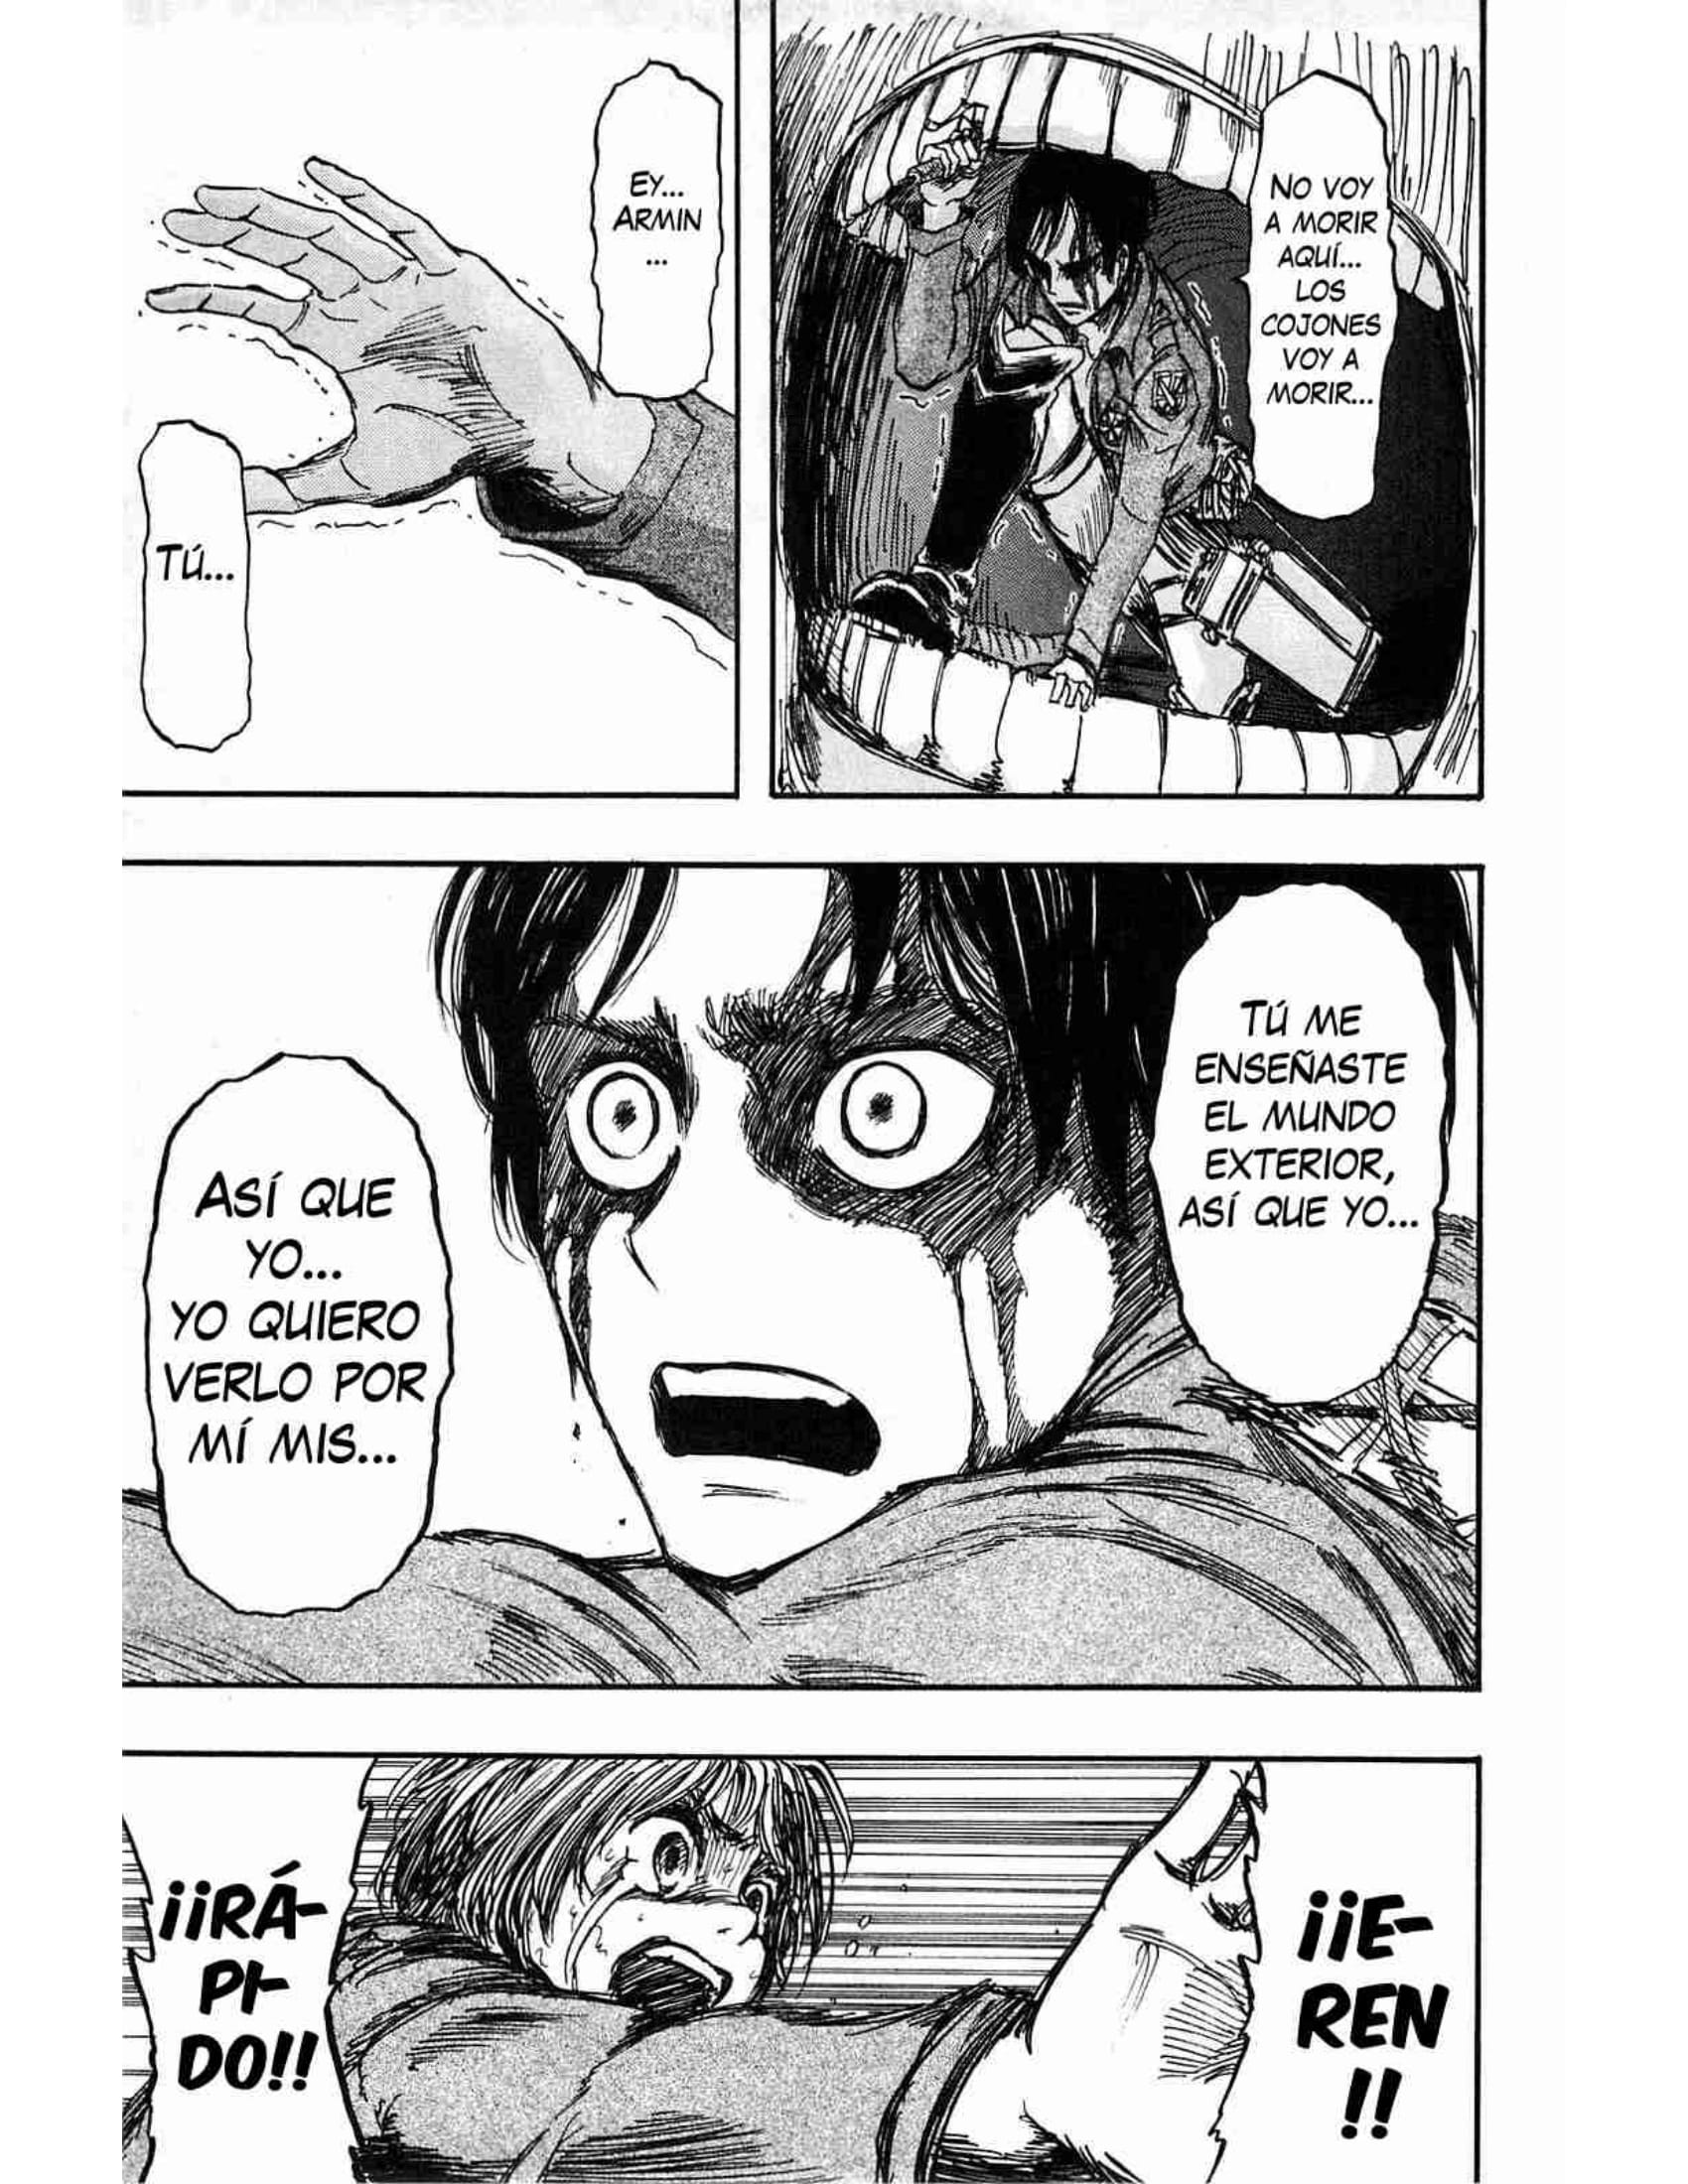 NO VOY
A MORIR
AQUÍ...
LOS
COJONES
VOY A
MORIR...
EY...
ARMIN
...
TÚ...
TÚ ME
ENSEÑASTE
EL MUNDO
EXTERIOR,
ASÍ QUE YO...
ASÍ QUE
YO...
YO QUIERO
VERLO POR
MÍ MIS...
¡¡E-
REN
!!
¡¡RÁ-
PI-
DO!!